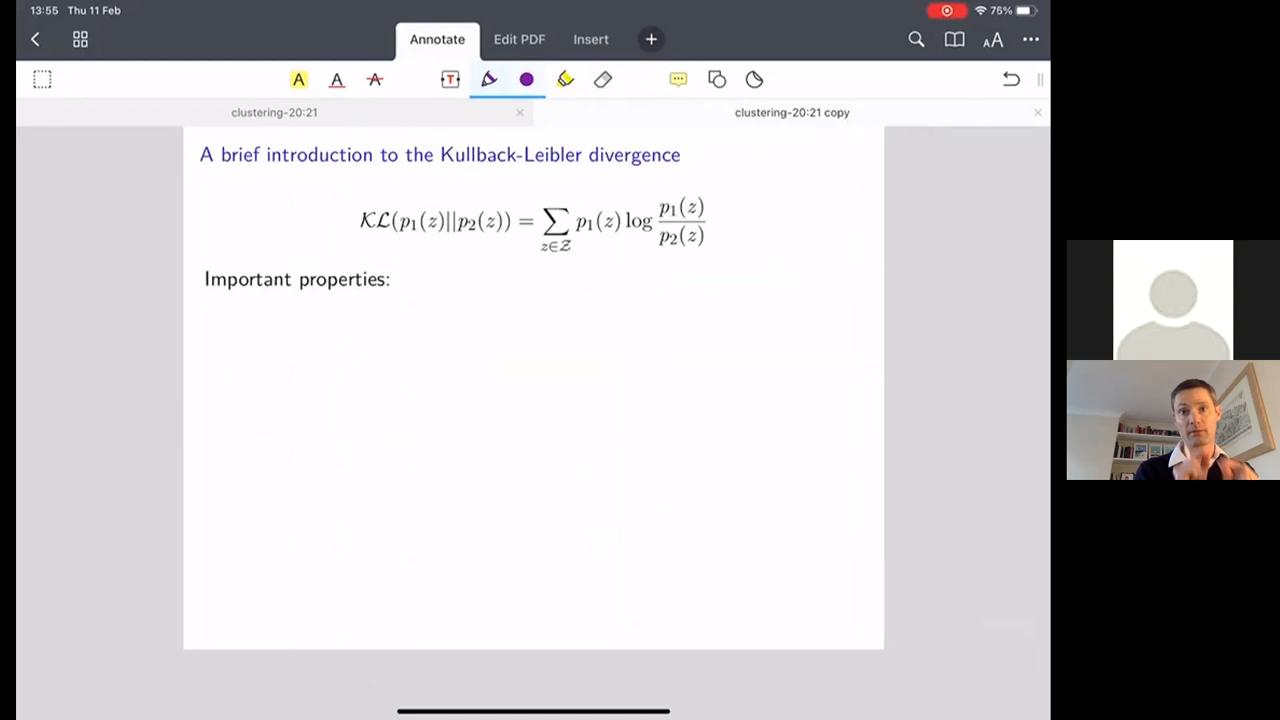 13:55 Thu 11 Feb
76%
Annotate Edit PDF Insert
A A A T
AA
clustering-20:21 × clustering-20:21 copy ×
A brief introduction to the Kullback-Leibler divergence
𝒦ℒ(p₁(z)||p₂(z)) = ∑_{z∈𝒵} p₁(z) log p₁(z)/p₂(z)
Important properties: